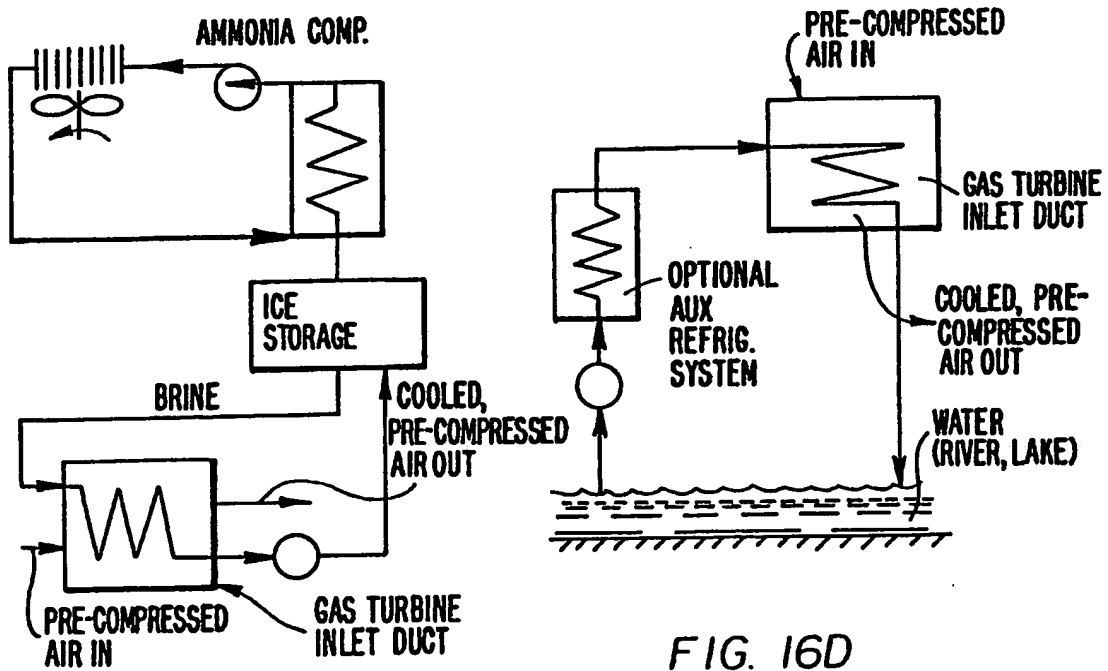 AMMONIA COMP.
ICE
STORAGE
BRINE
COOLED,
PRE-COMPRESSED
AIR OUT
PRE-COMPRESSED
AIR IN
GAS TURBINE
INLET DUCT
PRE-COMPRESSED
AIR IN
GAS TURBINE
INLET DUCT
OPTIONAL
AUX
REFRIG.
SYSTEM
COOLED, PRE-
COMPRESSED
AIR OUT
WATER
(RIVER, LAKE)
FIG. 16D